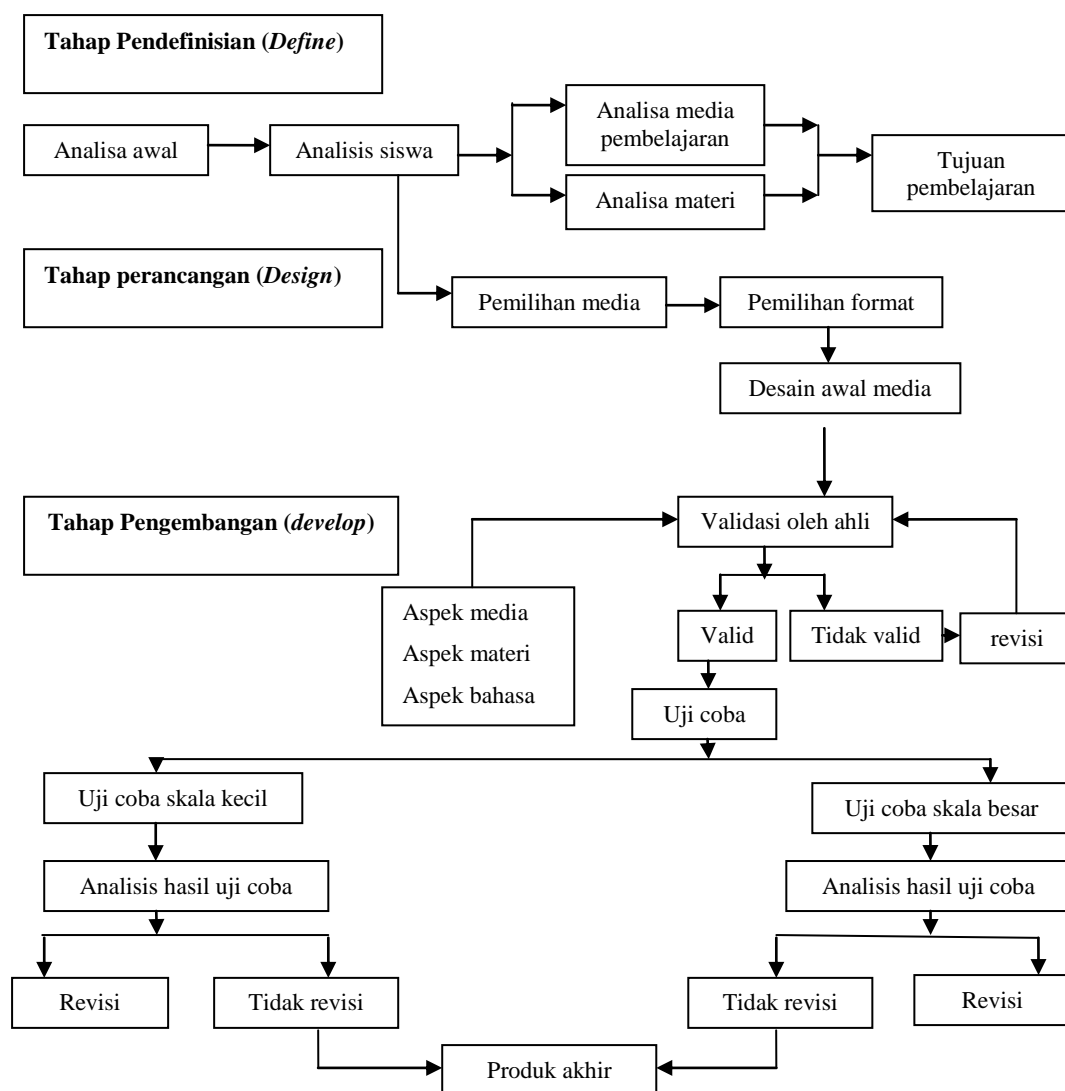 Tahap Pendefinisian (Define)
Analisa awal
Analisis siswa
Analisa media
pembelajaran
Analisa materi
Tujuan
pembelajaran
Tahap perancangan (Design)
Pemilihan media
Pemilihan format
Desain awal media
Tahap Pengembangan (develop)
Validasi oleh ahli
Aspek media
Aspek materi
Aspek bahasa
Valid
Tidak valid
revisi
Uji coba
Uji coba skala kecil
Uji coba skala besar
Analisis hasil uji coba
Analisis hasil uji coba
Revisi
Tidak revisi
Tidak revisi
Revisi
Produk akhir